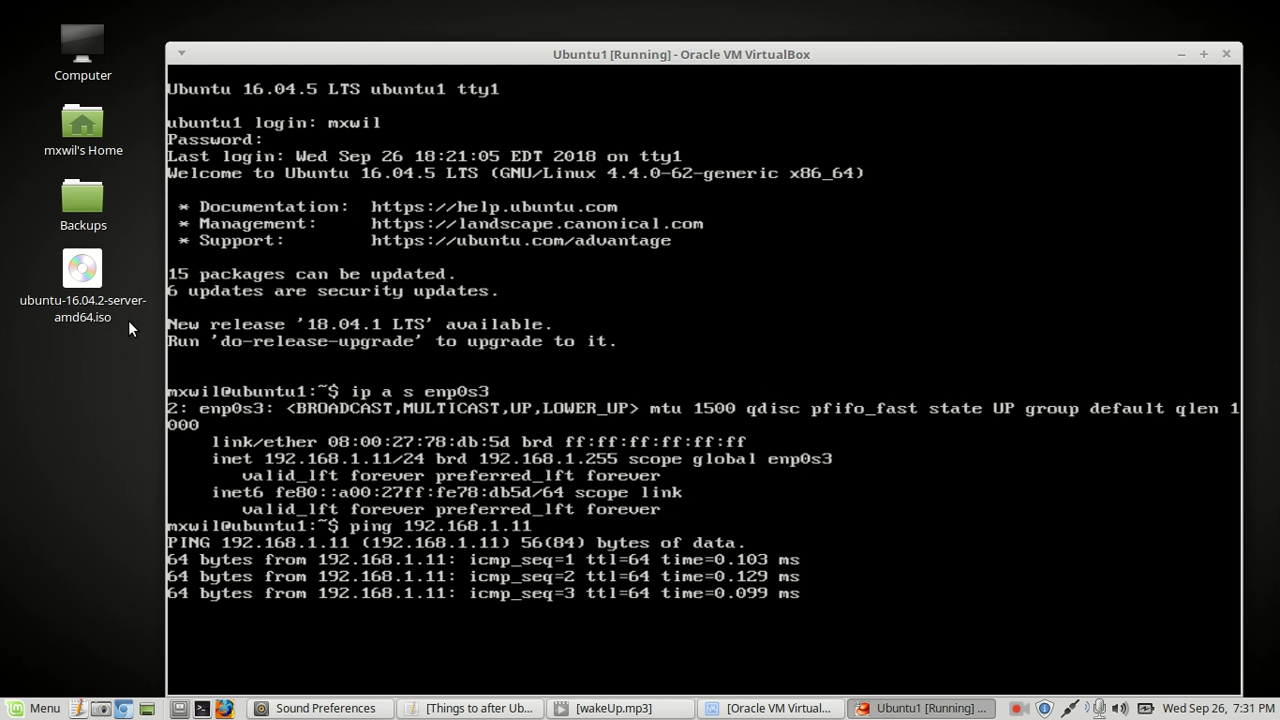 Computer
mxwil's Home
Backups
ubuntu-16.04.2-server-
amd64.iso
Ubuntu1 [Running] - Oracle VM VirtualBox
Ubuntu 16.04.5 LTS ubuntu1 tty1
ubuntu1 login: mxwil
Password:
Last login: Wed Sep 26 18:21:05 EDT 2018 on tty1
Welcome to Ubuntu 16.04.5 LTS (GNU/Linux 4.4.0-62-generic x86_64)
* Documentation:  https://help.ubuntu.com
* Management:     https://landscape.canonical.com
* Support:        https://ubuntu.com/advantage
15 packages can be updated.
6 updates are security updates.
New release '18.04.1 LTS' available.
Run 'do-release-upgrade' to upgrade to it.
mxwil@ubuntu1:~$ ip a s enp0s3
2: enp0s3: <BROADCAST,MULTICAST,UP,LOWER_UP> mtu 1500 qdisc pfifo_fast state UP group default qlen 1
000
link/ether 08:00:27:78:db:5d brd ff:ff:ff:ff:ff:ff
inet 192.168.1.11/24 brd 192.168.1.255 scope global enp0s3
valid_lft forever preferred_lft forever
inet6 fe80::a00:27ff:fe78:db5d/64 scope link
valid_lft forever preferred_lft forever
mxwil@ubuntu1:~$ ping 192.168.1.11
PING 192.168.1.11 (192.168.1.11) 56(84) bytes of data.
64 bytes from 192.168.1.11: icmp_seq=1 ttl=64 time=0.103 ms
64 bytes from 192.168.1.11: icmp_seq=2 ttl=64 time=0.129 ms
64 bytes from 192.168.1.11: icmp_seq=3 ttl=64 time=0.099 ms
Menu
Sound Preferences
[Things to after Ub...
[wakeUp.mp3]
[Oracle VM Virtual...
Ubuntu1 [Running] ...
Wed Sep 26, 7:31 PM